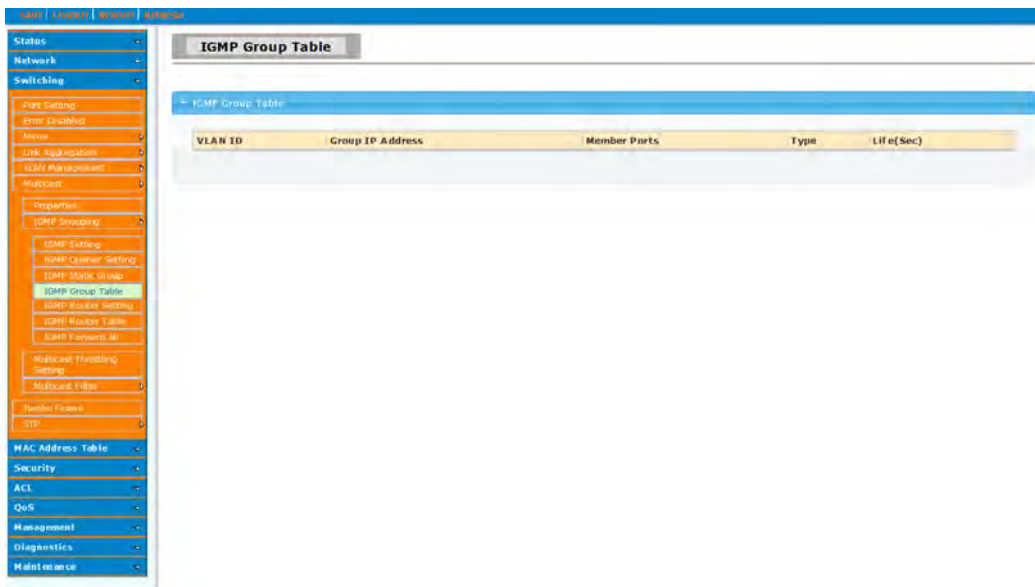 SAVE | LOGOUT | REBOOT | REFRESH
Status
Network
Switching
Port Setting
Error Disabled
Mirror
Link Aggregation
VLAN Management
Multicast
Properties
IGMP Snooping
IGMP Setting
IGMP Querier Setting
IGMP Static Group
IGMP Group Table
IGMP Router Setting
IGMP Router Table
IGMP Forward All
Multicast Throttling
Setting
Multicast Filter
Jumbo Frame
STP
MAC Address Table
Security
ACL
QoS
Management
Diagnostics
Maintenance
IGMP Group Table
IGMP Group Table
VLAN ID Group IP Address Member Ports Type Life(Sec)